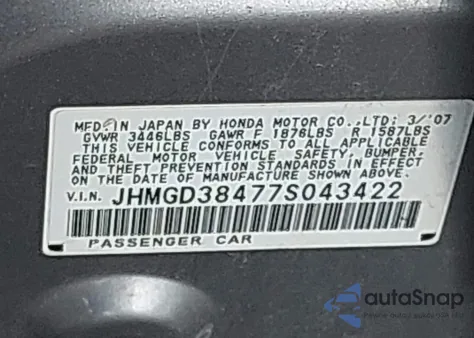 MFD. IN JAPAN BY HONDA MOTOR CO.,LTD: 3/'07
GVWR 3446LBS GAWR F 1876LBS R 1587LBS
THIS VEHICLE CONFORMS TO ALL APPLICABLE
FEDERAL MOTOR VEHICLE SAFETY, BUMPER,
AND THEFT PREVENTION STANDARDS IN EFFECT
ON THE DATE OF MANUFACTURE SHOWN ABOVE.
V.I.N. JHMGD38477S043422
PASSENGER CAR
autoSnap